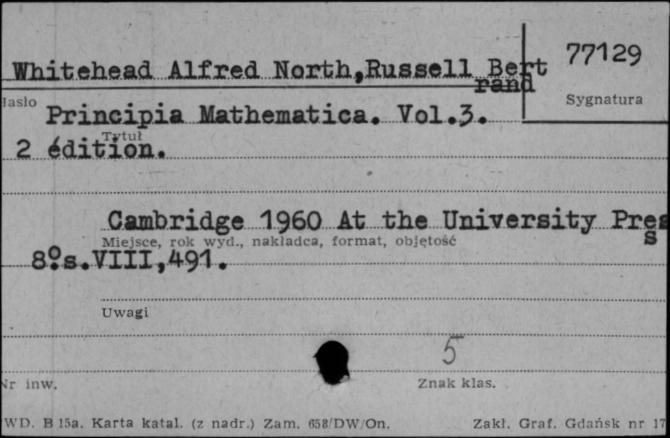 77129
Whitehead Alfred North,Russell Bert
rand
Hasło
Sygnatura
Principia Mathematica. Vol.3.
Tytuł
2 édition.
Cambridge 1960 At the University Pres
s
Miejsce, rok wyd., nakładca, format, objętość
8º s.VIII,491.
Uwagi
5
Nr inw.
Znak klas.
WD. B 15a. Karta katal. (z nadr.) Zam. 658/DW/On.
Zakł. Graf. Gdańsk nr 17